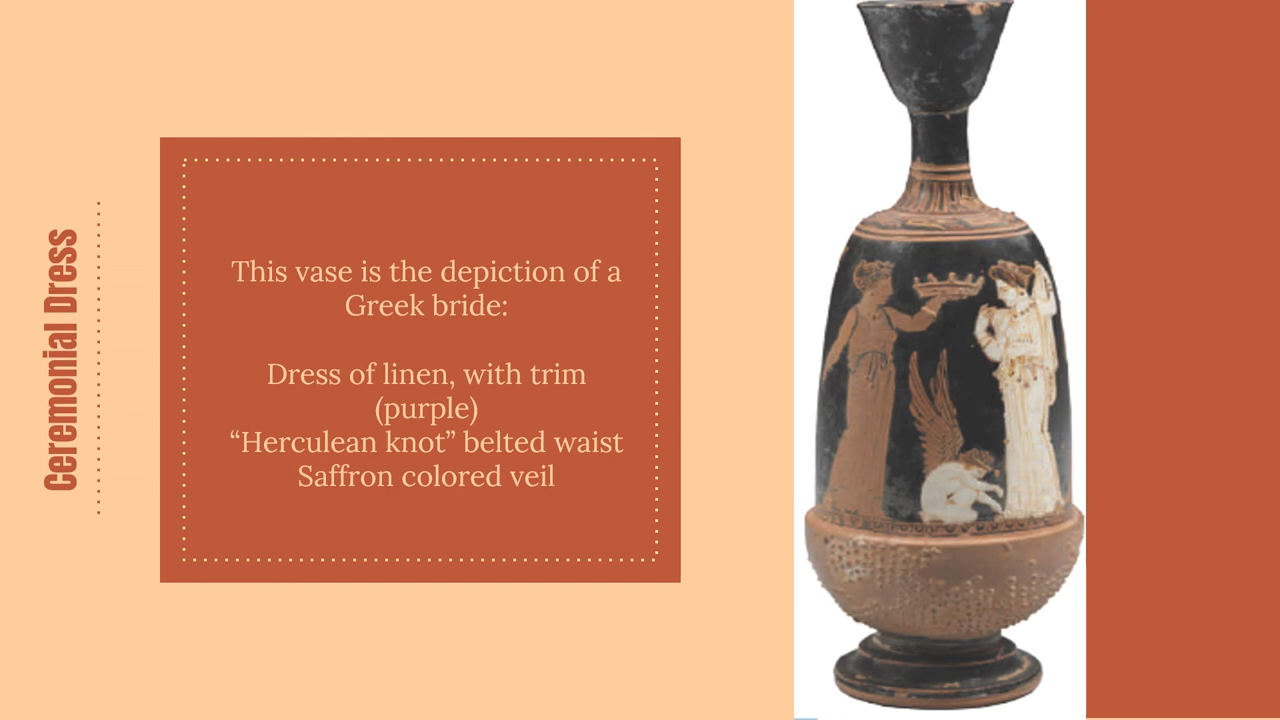 Ceremonial Dress
This vase is the depiction of a
Greek bride:
Dress of linen, with trim
(purple)
“Herculean knot” belted waist
Saffron colored veil